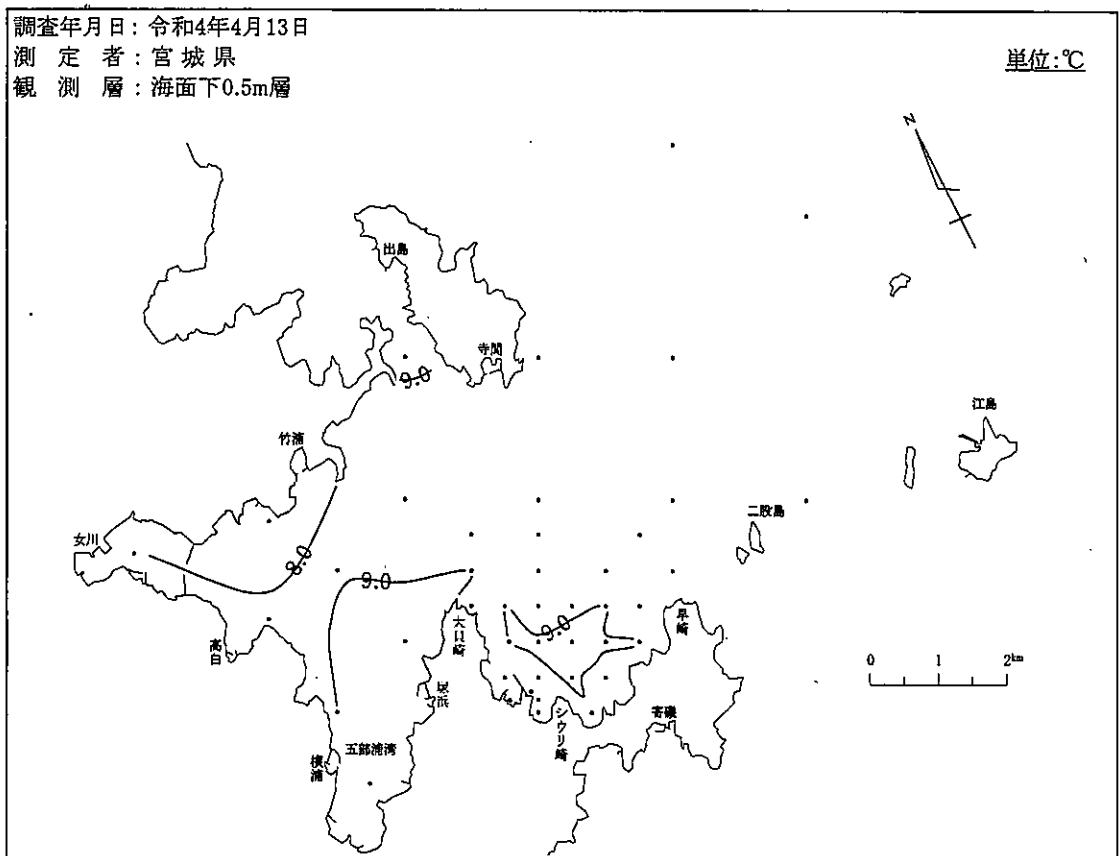 調査年月日：令和4年4月13日
測　定　者：宮城県
観　測　層：海面下0.5m層
単位：℃
N
出島
寺間
9.0
江島
竹浦
二股島
女川
8.0
9.0
大貝崎
早崎
9.0
高白
0 1 2km
坂浜
シウリ崎
寄磯
五部浦湾
横浦